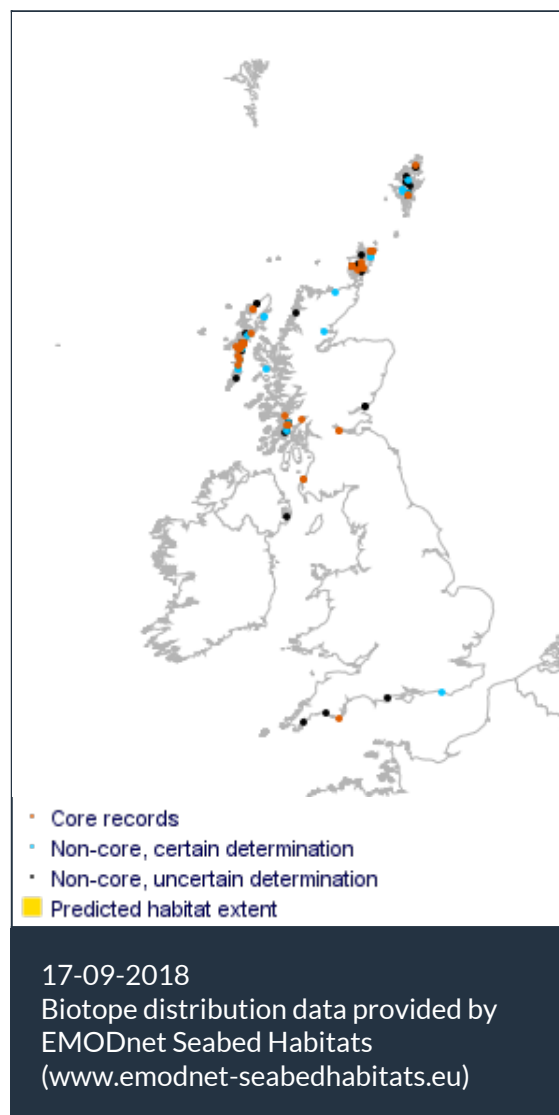 Core records
Non-core, certain determination
Non-core, uncertain determination
Predicted habitat extent
17-09-2018
Biotope distribution data provided by
EMODnet Seabed Habitats
(www.emodnet-seabedhabitats.eu)